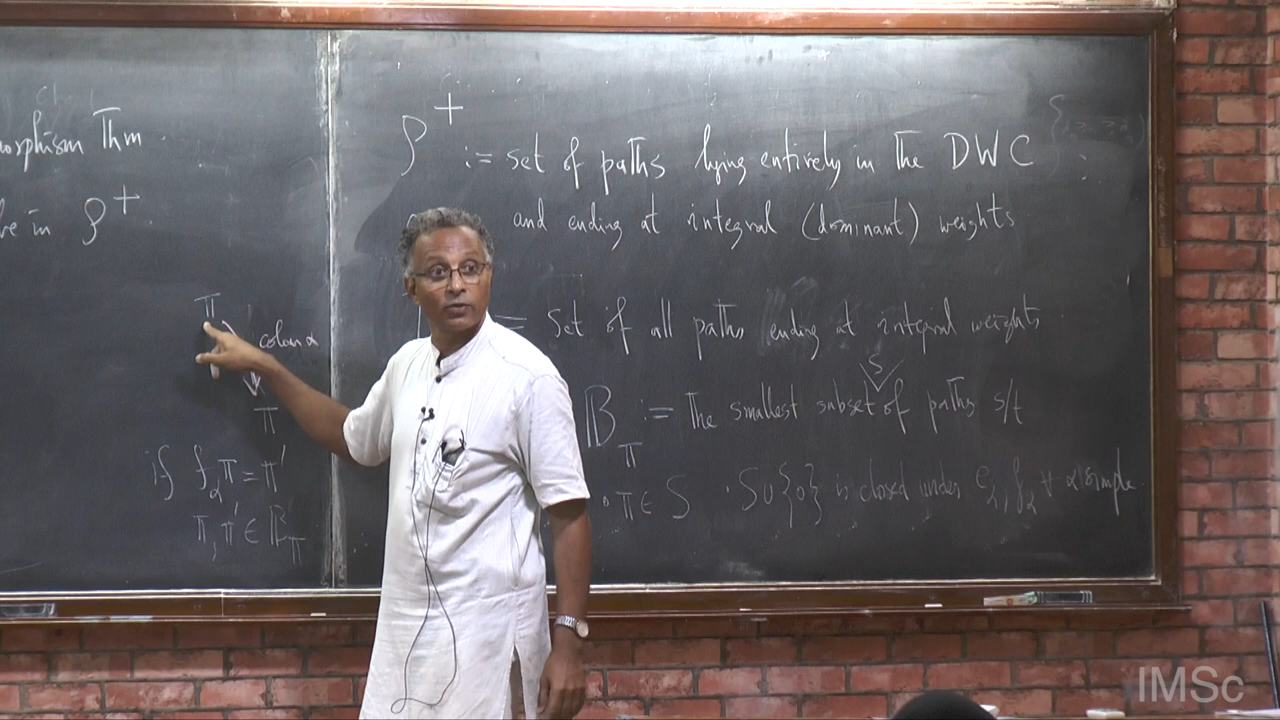 orphism Thm.
e in P⁺.
π
colour α
π
if f_α π = π'
π, π' ∈ B_π
P⁺ := set of paths lying entirely in the DWC :
and ending at integral (dominant) weights
= Set of all paths ending at integral weights
S
B_π := The smallest subset of paths s/t
• π ∈ S • S ∪ {0} is closed under e_α, f_α ∀ α simple
IMSc